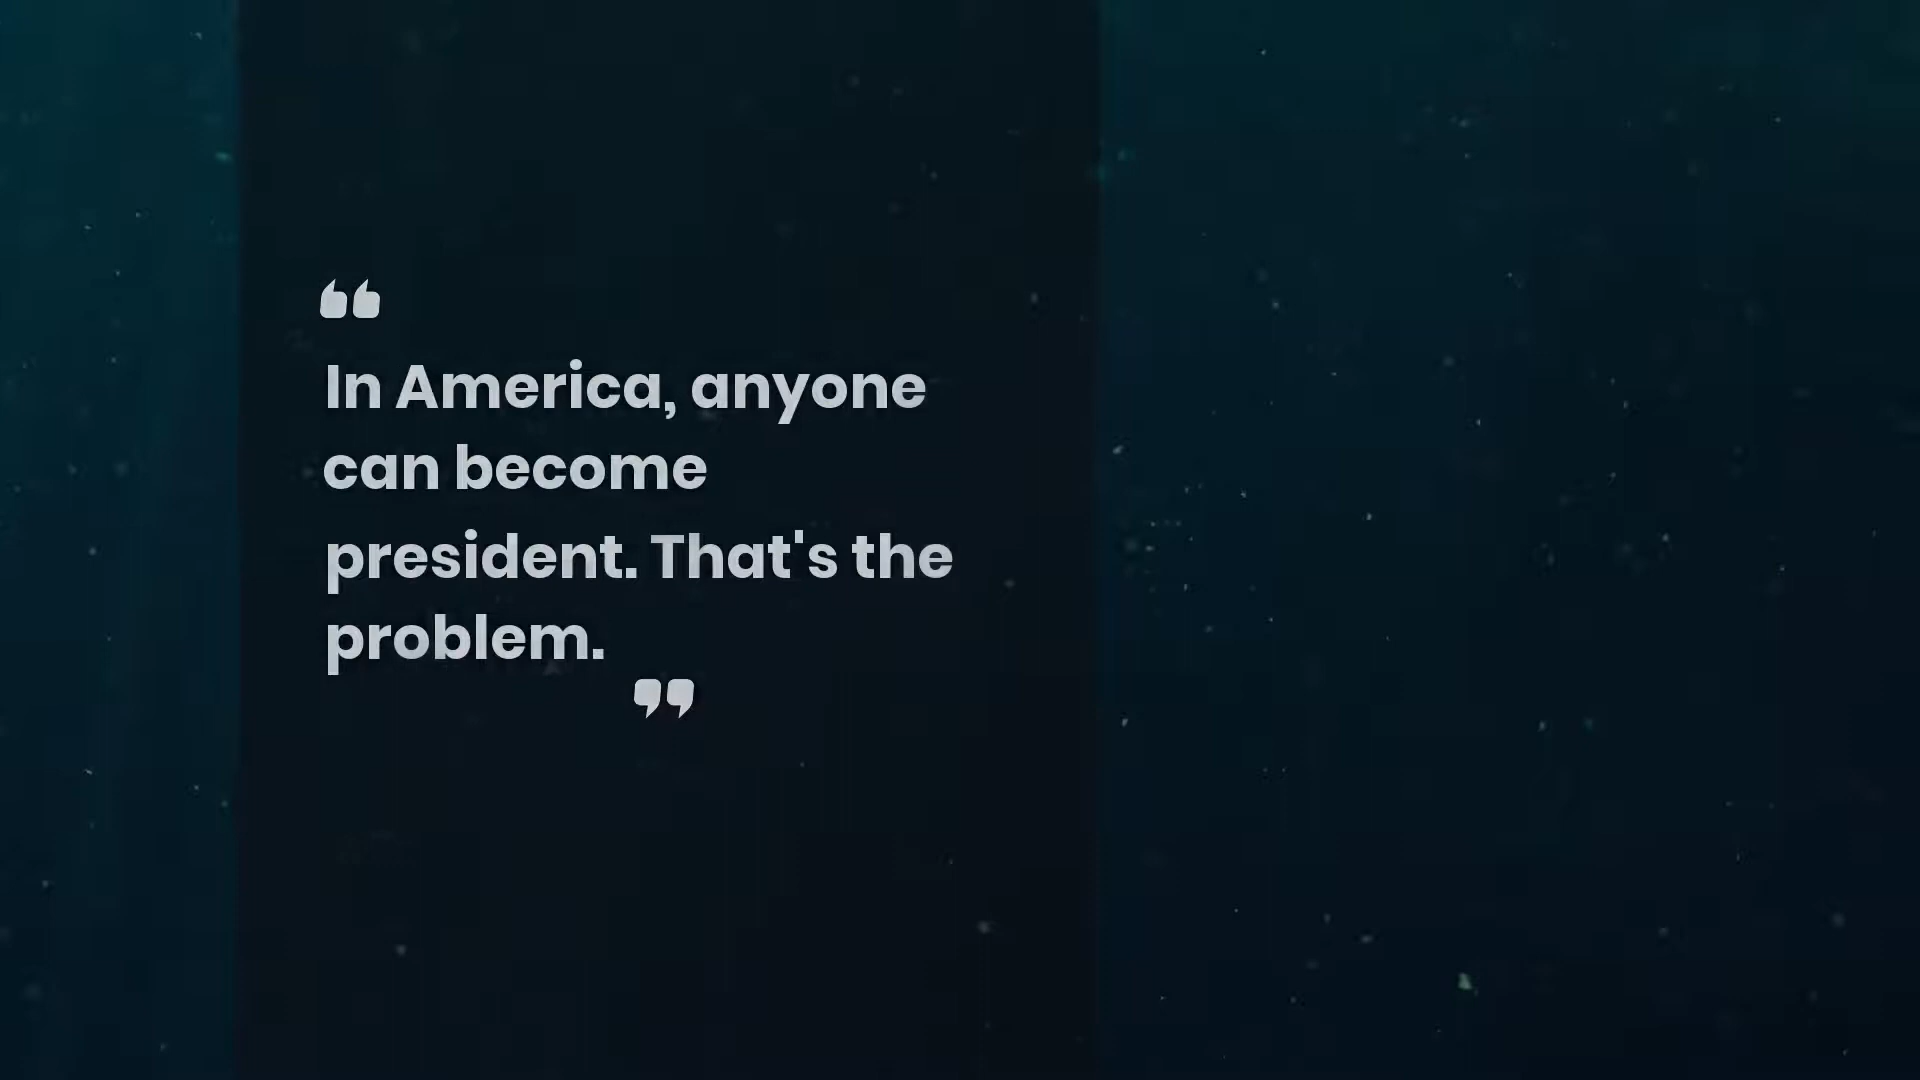 “
In America, anyone
can become
president. That's the
problem.
”